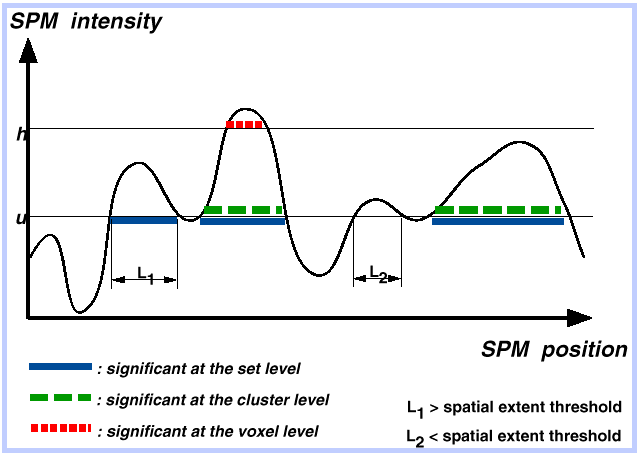 SPM intensity
h
u
L1
L2
SPM position
: significant at the set level
: significant at the cluster level
: significant at the voxel level
L1 > spatial extent threshold
L2 < spatial extent threshold